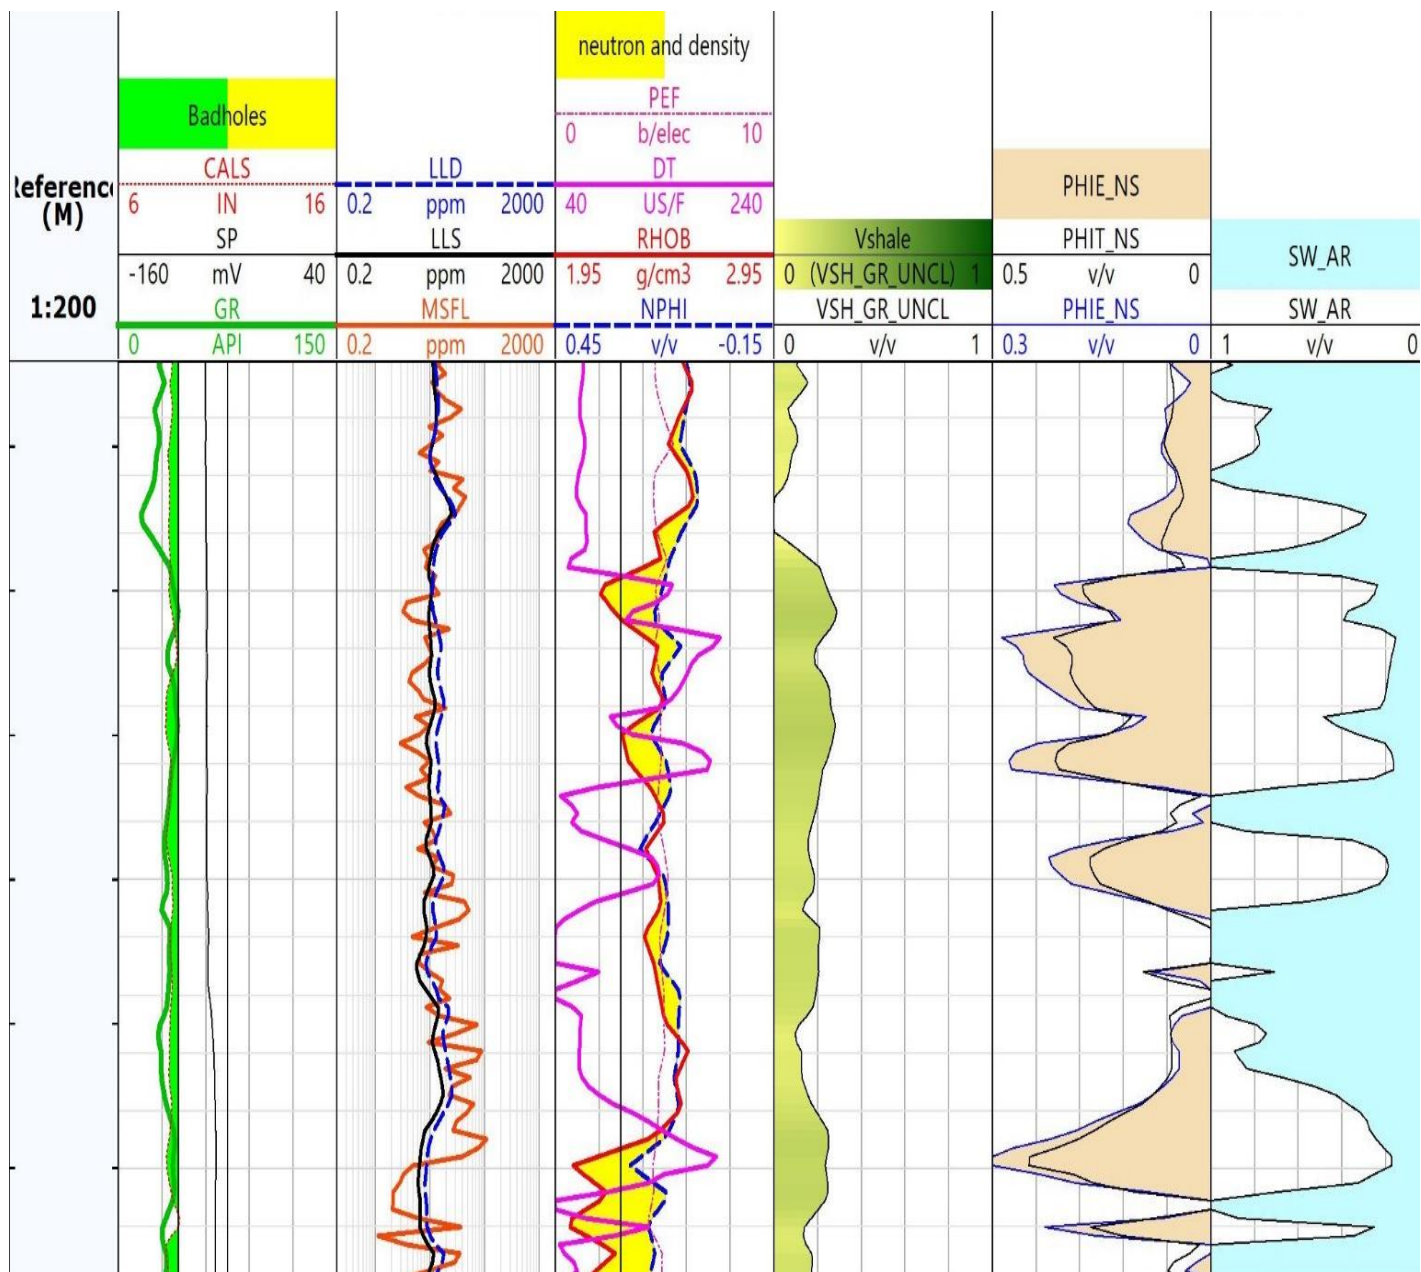 neutron and density
Badholes
PEF
0 b/elec 10
CALS
6 IN 16
LLD
0.2 ppm 2000
DT
40 US/F 240
PHIE_NS
Reference
(M)
SP
-160 mV 40
LLS
0.2 ppm 2000
RHOB
1.95 g/cm3 2.95
Vshale
0 (VSH_GR_UNCL) 1
PHIT_NS
0.5 v/v 0
SW_AR
1:200
GR
0 API 150
MSFL
0.2 ppm 2000
NPHI
0.45 v/v -0.15
VSH_GR_UNCL
0 v/v 1
PHIE_NS
0.3 v/v 0
SW_AR
1 v/v 0